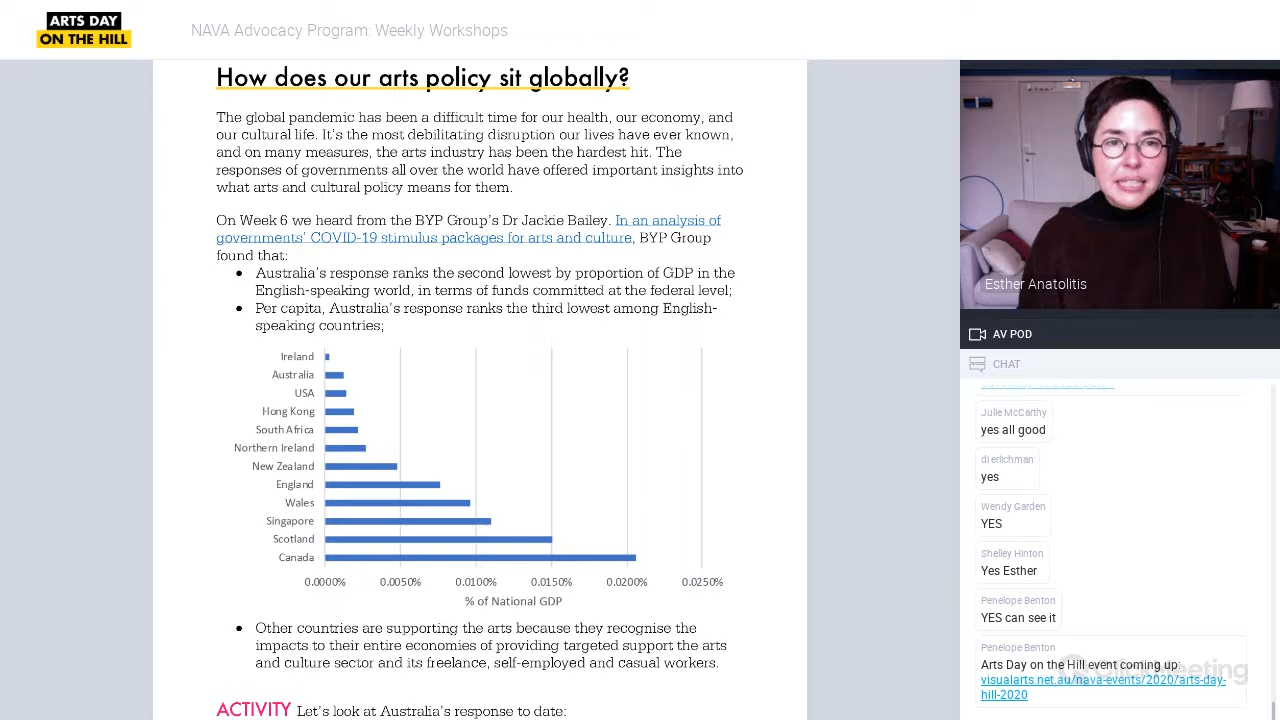 ARTS DAY
ON THE HILL
NAVA Advocacy Program: Weekly Workshops
How does our arts policy sit globally?
The global pandemic has been a difficult time for our health, our economy, and
our cultural life. It's the most debilitating disruption our lives have ever known,
and on many measures, the arts industry has been the hardest hit. The
responses of governments all over the world have offered important insights into
what arts and cultural policy means for them.
On Week 6 we heard from the BYP Group's Dr Jackie Bailey. In an analysis of
governments' COVID-19 stimulus packages for arts and culture, BYP Group
found that:
• Australia's response ranks the second lowest by proportion of GDP in the
English-speaking world, in terms of funds committed at the federal level;
• Per capita, Australia's response ranks the third lowest among English-
speaking countries;
Ireland
Australia
USA
Hong Kong
South Africa
Northern Ireland
New Zealand
England
Wales
Singapore
Scotland
Canada
0.0000% 0.0050% 0.0100% 0.0150% 0.0200% 0.0250%
% of National GDP
• Other countries are supporting the arts because they recognise the
impacts to their entire economies of providing targeted support the arts
and culture sector and its freelance, self-employed and casual workers.
ACTIVITY Let's look at Australia's response to date:
Esther Anatolitis
AV POD
CHAT
Julie McCarthy
yes all good
di erlichman
yes
Wendy Garden
YES
Shelley Hinton
Yes Esther
Penelope Benton
YES can see it
Penelope Benton
Arts Day on the Hill event coming up:
visualarts.net.au/nava-events/2020/arts-day-
hill-2020
ClickMeeting